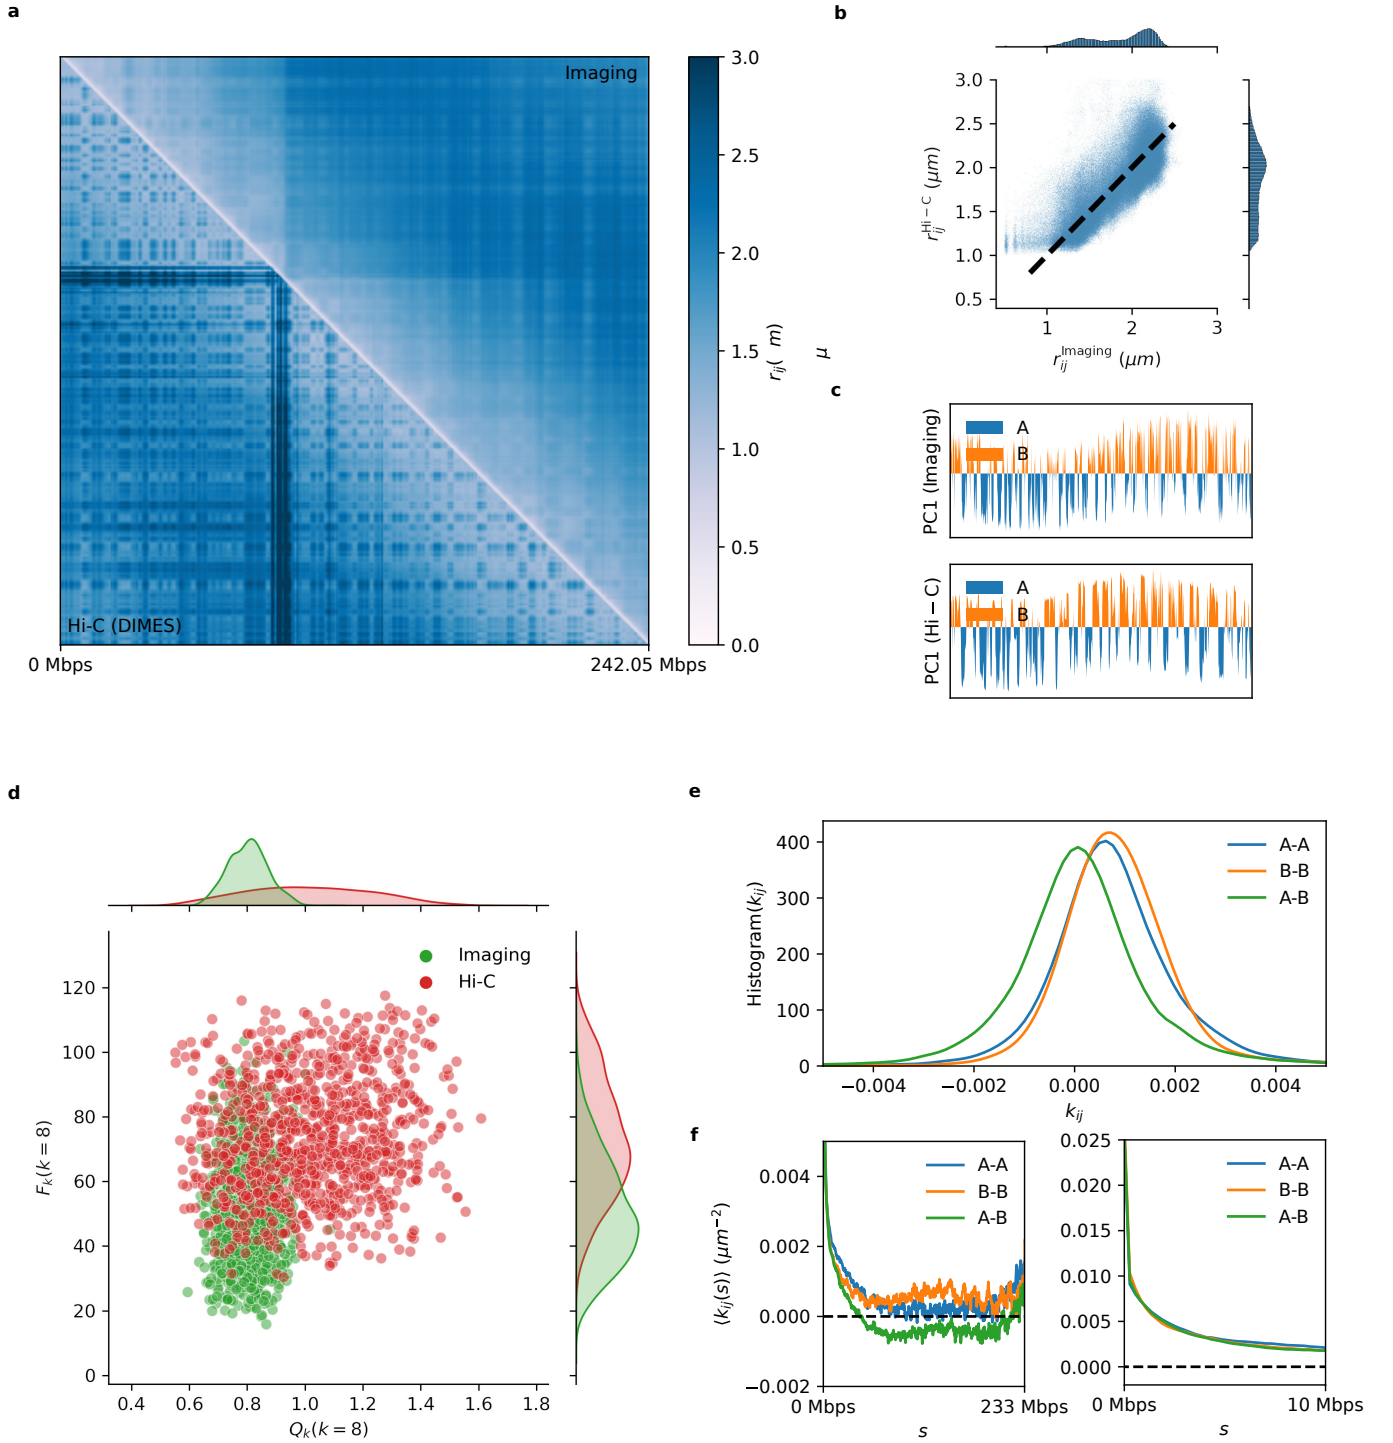 a
Imaging
Hi-C (DIMES)
0 Mbps
242.05 Mbps
3.0
2.5
2.0
1.5
1.0
0.5
0.0
r_ij( m)
μ
b
3.0
2.5
2.0
1.5
1.0
0.5
r_ij^Hi−C (μm)
1
2
3
r_ij^Imaging (μm)
c
PC1 (Imaging)
A
B
PC1 (Hi − C)
A
B
d
Imaging
Hi-C
120
100
80
60
40
20
0
F_k(k = 8)
0.4
0.6
0.8
1.0
1.2
1.4
1.6
1.8
Q_k(k = 8)
e
A-A
B-B
A-B
400
300
200
100
0
Histogram(k_ij)
−0.004
−0.002
0.000
0.002
0.004
k_ij
f
A-A
B-B
A-B
0.004
0.002
0.000
−0.002
⟨k_ij(s)⟩ (μm⁻²)
0 Mbps
233 Mbps
s
A-A
B-B
A-B
0.025
0.020
0.015
0.010
0.005
0.000
0 Mbps
10 Mbps
s